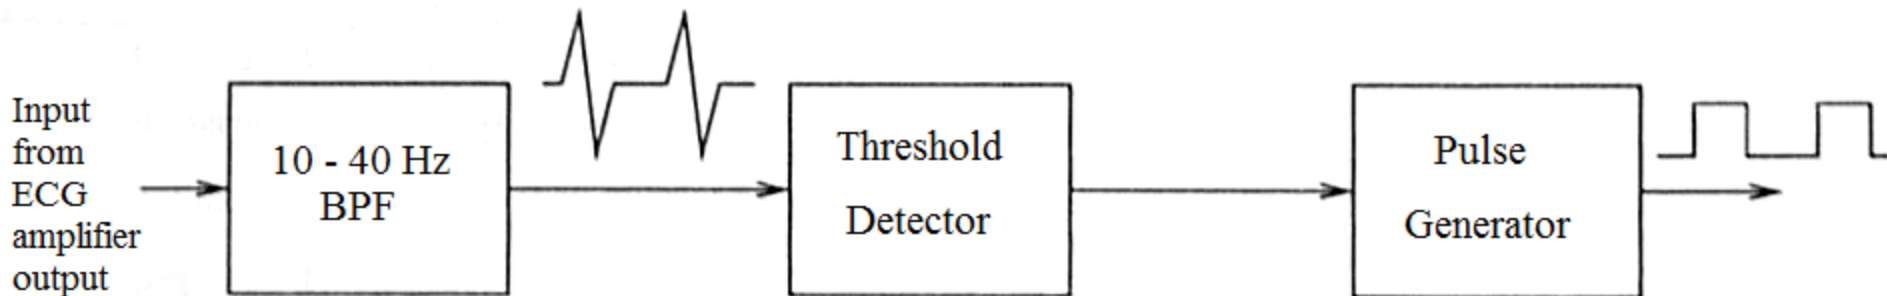 Input
from
ECG
amplifier
output
10 - 40 Hz
BPF
Threshold
Detector
Pulse
Generator